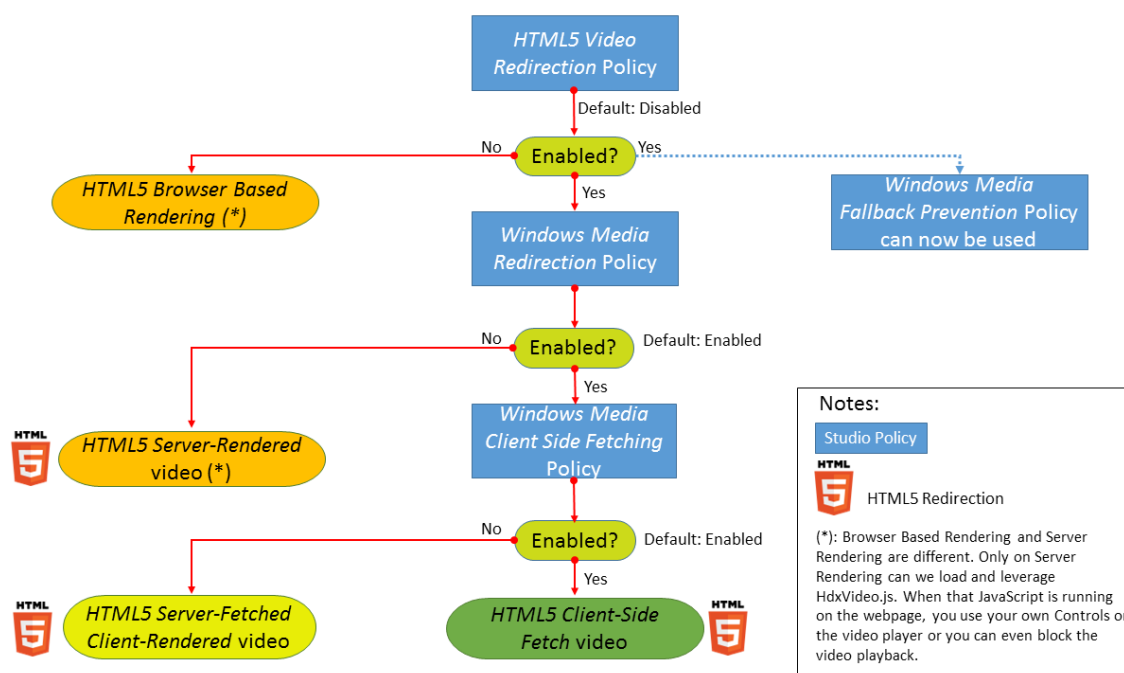 HTML5 Video
Redirection Policy
Default: Disabled
No
Enabled?
Yes
Yes
HTML5 Browser Based
Rendering (*)
Windows Media
Fallback Prevention Policy
can now be used
Windows Media
Redirection Policy
No
Enabled?
Default: Enabled
Yes
HTML
5
HTML5 Server-Rendered
video (*)
Windows Media
Client Side Fetching
Policy
No
Enabled?
Default: Enabled
Yes
HTML
5
HTML5 Server-Fetched
Client-Rendered video
HTML5 Client-Side
Fetch video
HTML
5
Notes:
Studio Policy
HTML
5
HTML5 Redirection
(*): Browser Based Rendering and Server
Rendering are different. Only on Server
Rendering can we load and leverage
HdxVideo.js. When that JavaScript is running
on the webpage, you use your own Controls
the video player or you can even block the
video playback.